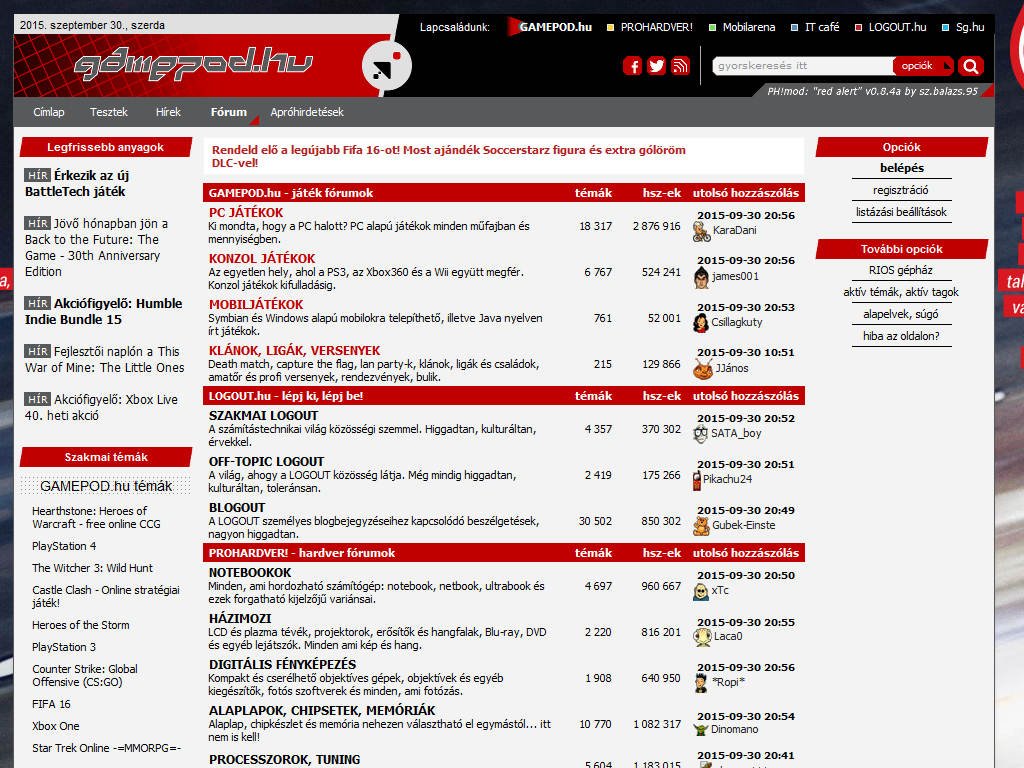 2015. szeptember 30., szerda
Lapcsaládunk: GAMEPOD.hu PROHARDVER! Mobilarena IT café LOGOUT.hu Sg.hu
gamepod.hu
gyorskeresés itt opciók
PH!mod: "red alert" v0.8.4a by sz.balazs.95
Címlap Tesztek Hírek Fórum Apróhirdetések
Legfrissebb anyagok
HÍR Érkezik az új
BattleTech játék
HÍR Jövő hónapban jön a
Back to the Future: The
Game - 30th Anniversary
Edition
HÍR Akciófigyelő: Humble
Indie Bundle 15
HÍR Fejlesztői naplón a This
War of Mine: The Little Ones
HÍR Akciófigyelő: Xbox Live
40. heti akció
Szakmai témák
GAMEPOD.hu témák
Hearthstone: Heroes of
Warcraft - free online CCG
PlayStation 4
The Witcher 3: Wild Hunt
Castle Clash - Online stratégiai
játék!
Heroes of the Storm
PlayStation 3
Counter Strike: Global
Offensive (CS:GO)
FIFA 16
Xbox One
Star Trek Online -=MMORPG=-
Rendeld elő a legújabb Fifa 16-ot! Most ajándék Soccerstarz figura és extra gólöröm
DLC-vel!
GAMEPOD.hu - játék fórumok témák hsz-ek utolsó hozzászólás
PC JÁTÉKOK
Ki mondta, hogy a PC halott? PC alapú játékok minden műfajban és
mennyiségben.
18 317 2 876 916 2015-09-30 20:56
KaraDani
KONZOL JÁTÉKOK
Az egyetlen hely, ahol a PS3, az Xbox360 és a Wii együtt megfér.
Konzol játékok kifulladásig.
6 767 524 241 2015-09-30 20:56
james001
MOBILJÁTÉKOK
Symbian és Windows alapú mobilokra telepíthető, illetve Java nyelven
írt játékok.
761 52 001 2015-09-30 20:53
Csillagkuty
KLÁNOK, LIGÁK, VERSENYEK
Death match, capture the flag, lan party-k, klánok, ligák és családok,
amatőr és profi versenyek, rendezvények, bulik.
215 129 866 2015-09-30 10:51
JJános
LOGOUT.hu - lépj ki, lépj be! témák hsz-ek utolsó hozzászólás
SZAKMAI LOGOUT
A számítástechnikai világ közösségi szemmel. Higgadtan, kulturáltan,
érvekkel.
4 357 370 302 2015-09-30 20:52
SATA_boy
OFF-TOPIC LOGOUT
A világ, ahogy a LOGOUT közösség látja. Még mindig higgadtan,
kulturáltan, toleránsan.
2 419 175 266 2015-09-30 20:51
Pikachu24
BLOGOUT
A LOGOUT személyes blogbejegyzéseihez kapcsolódó beszélgetések,
nagyon higgadtan.
30 502 850 302 2015-09-30 20:49
Gubek-Einste
PROHARDVER! - hardver fórumok témák hsz-ek utolsó hozzászólás
NOTEBOOKOK
Minden, ami hordozható számítógép: notebook, netbook, ultrabook és
ezek forgatható kijelzőjű variánsai.
4 697 960 667 2015-09-30 20:50
xTc
HÁZIMOZI
LCD és plazma tévék, projektorok, erősítők és hangfalak, Blu-ray, DVD
és egyéb lejátszók. Minden ami kép és hang.
2 220 816 201 2015-09-30 20:55
Laca0
DIGITÁLIS FÉNYKÉPEZÉS
Kompakt és cserélhető objektíves gépek, objektívek és egyéb
kiegészítők, fotós szoftverek és minden, ami fotózás.
1 908 640 950 2015-09-30 20:56
*Ropi*
ALAPLAPOK, CHIPSETEK, MEMÓRIÁK
Alaplap, chipkészlet és memória nehezen választható el egymástól... itt
nem is kell!
10 770 1 082 317 2015-09-30 20:54
Dinomano
PROCESSZOROK, TUNING
5 604 1 183 015 2015-09-30 20:41
Opciók
belépés
regisztráció
listázási beállítások
További opciók
RIOS gépház
aktív témák, aktív tagok
alapelvek, súgó
hiba az oldalon?